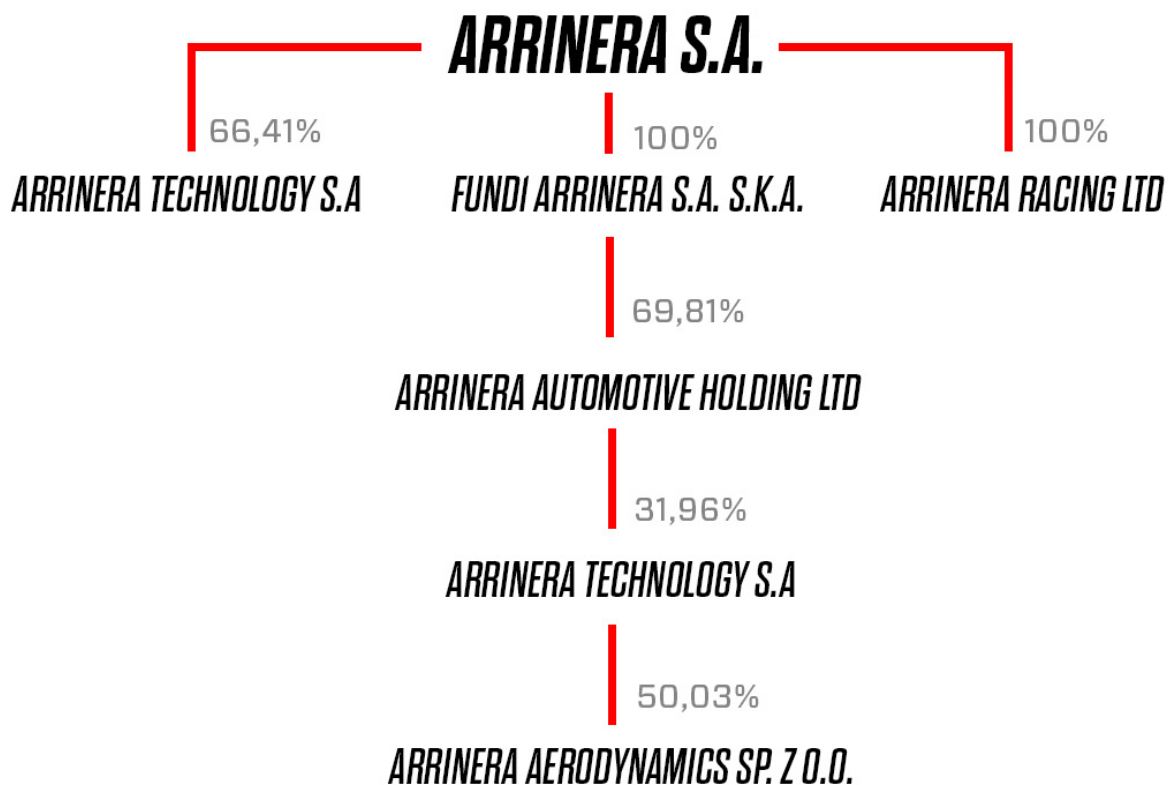 ARRINERA S.A.
66,41%
100%
100%
ARRINERA TECHNOLOGY S.A
FUND1 ARRINERA S.A. S.K.A.
ARRINERA RACING LTD
69,81%
ARRINERA AUTOMOTIVE HOLDING LTD
31,96%
ARRINERA TECHNOLOGY S.A
50,03%
ARRINERA AERODYNAMICS SP. Z O.O.